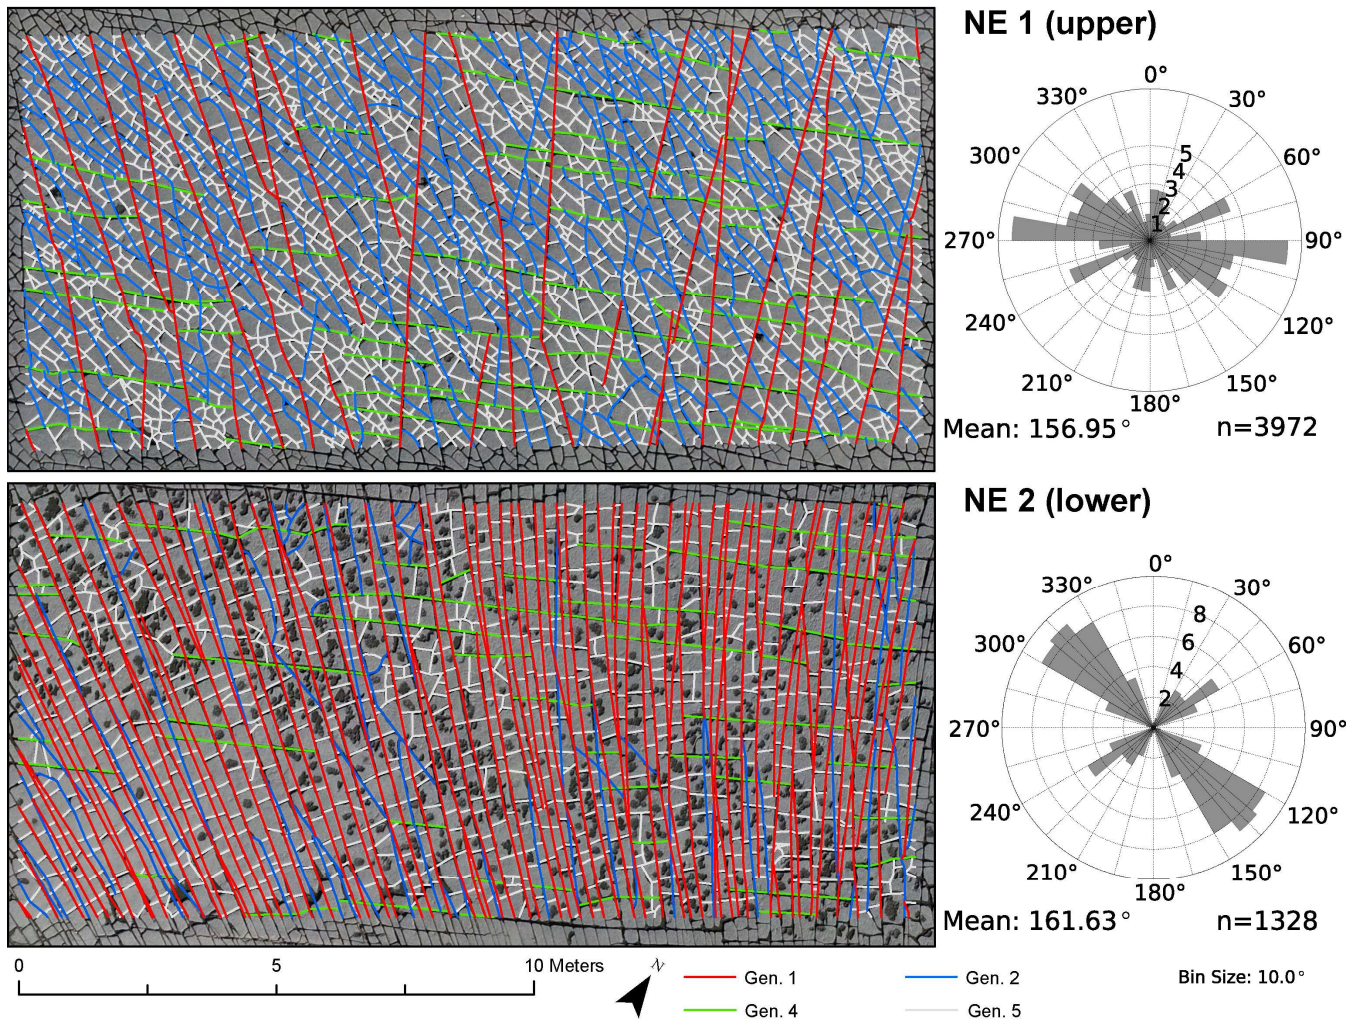 NE 1 (upper)
0°
330°
30°
300°
60°
5
4
3
2
1
270°
90°
240°
120°
210°
150°
180°
Mean: 156.95°
n=3972
NE 2 (lower)
0°
330°
30°
300°
60°
8
6
4
2
270°
90°
240°
120°
210°
150°
180°
Mean: 161.63°
n=1328
0
5
10 Meters
N
Gen. 1
Gen. 2
Gen. 4
Gen. 5
Bin Size: 10.0°